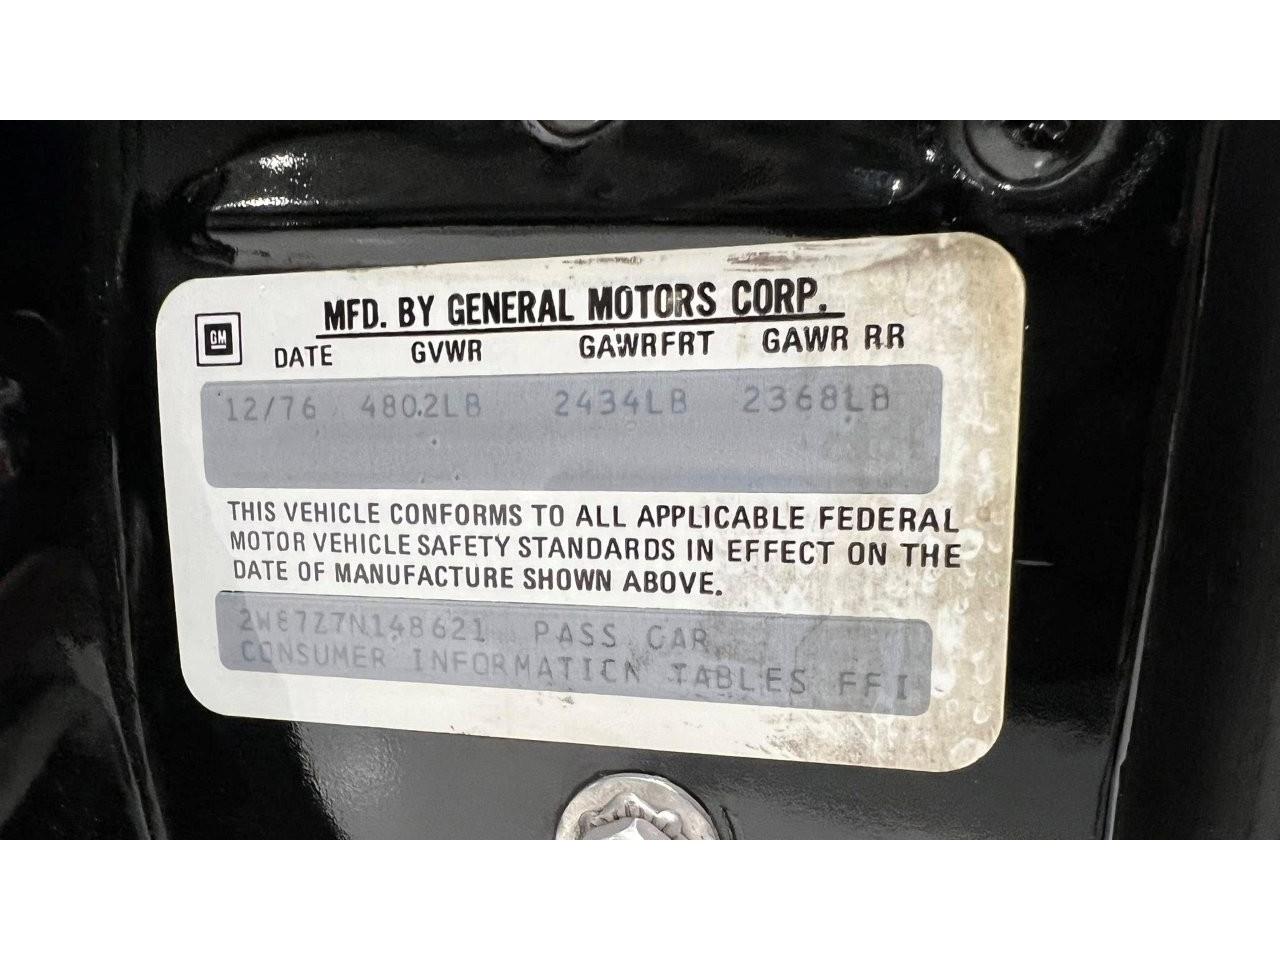 MFD. BY GENERAL MOTORS CORP.
GM DATE GVWR GAWRFRT GAWR RR
12/76 4802LB 2434LB 2368LB
THIS VEHICLE CONFORMS TO ALL APPLICABLE FEDERAL
MOTOR VEHICLE SAFETY STANDARDS IN EFFECT ON THE
DATE OF MANUFACTURE SHOWN ABOVE.
2W87Z7N148621 PASS CAR
CONSUMER INFORMATION TABLES FFI